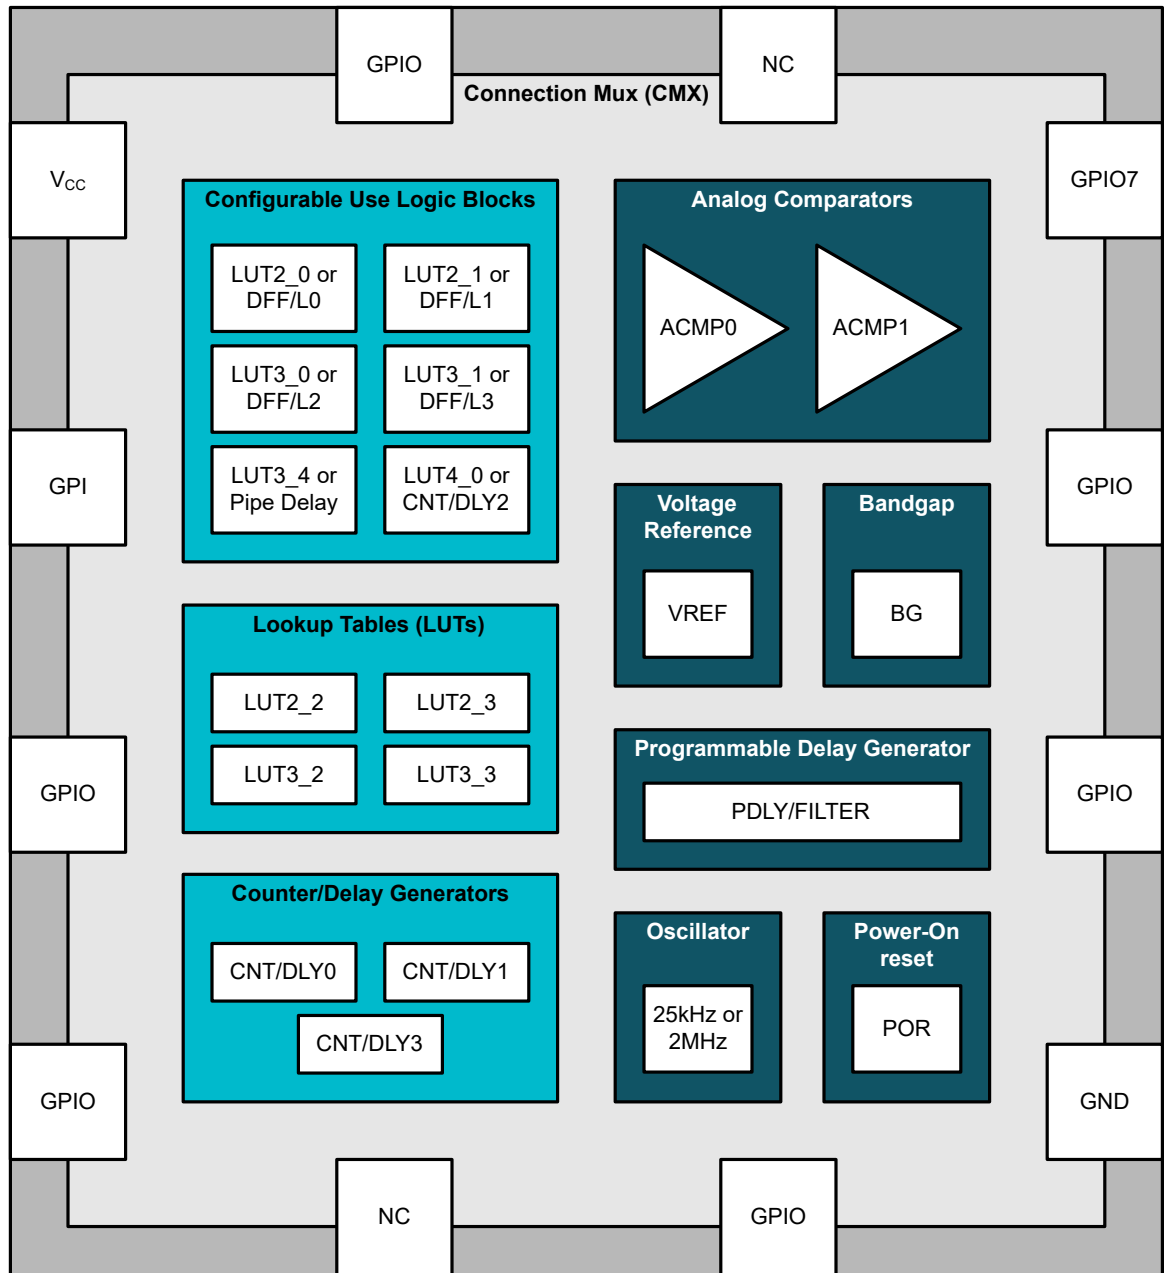 GPIO
NC
Connection Mux (CMX)
VCC
GPIO7
Configurable Use Logic Blocks
LUT2_0 or
DFF/L0
LUT2_1 or
DFF/L1
LUT3_0 or
DFF/L2
LUT3_1 or
DFF/L3
LUT3_4 or
Pipe Delay
LUT4_0 or
CNT/DLY2
Analog Comparators
ACMP0
ACMP1
GPI
GPIO
Voltage
Reference
VREF
Bandgap
BG
Lookup Tables (LUTs)
LUT2_2
LUT2_3
LUT3_2
LUT3_3
Programmable Delay Generator
PDLY/FILTER
GPIO
GPIO
Counter/Delay Generators
CNT/DLY0
CNT/DLY1
CNT/DLY3
Oscillator
25kHz or
2MHz
Power-On
reset
POR
GPIO
GND
NC
GPIO